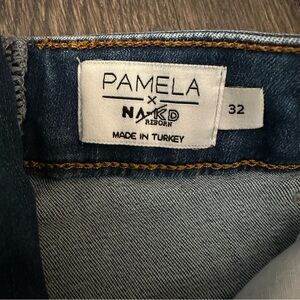 PAMELA
×
NA-KD
REBORN
MADE IN TURKEY
32